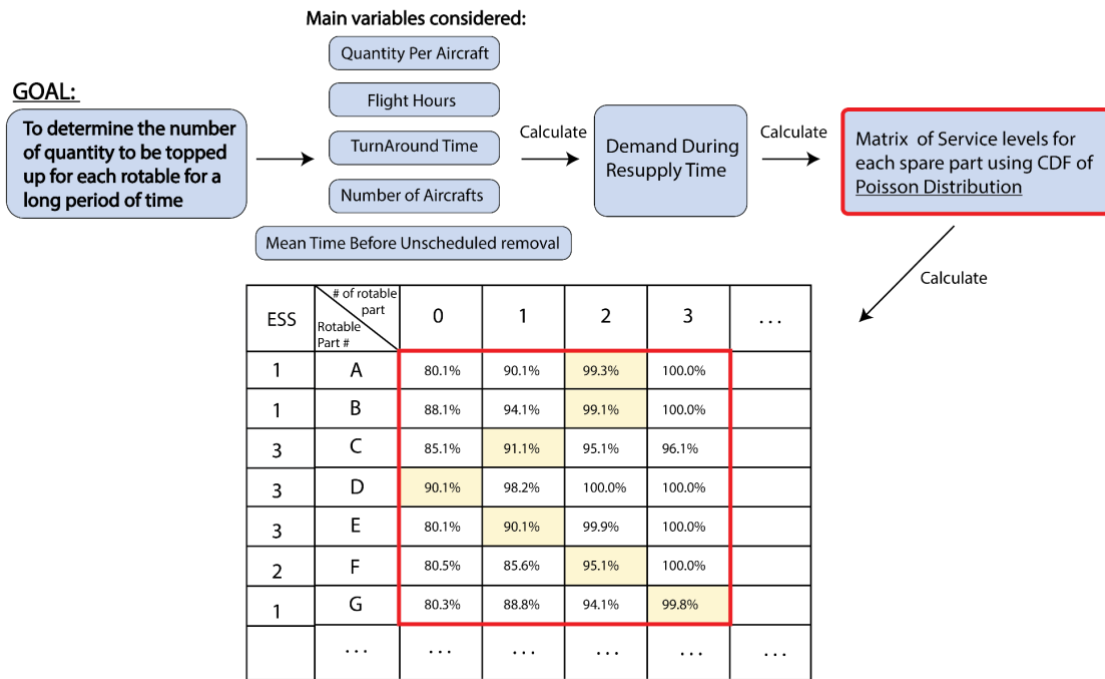 Main variables considered:
Quantity Per Aircraft
Flight Hours
TurnAround Time
Number of Aircrafts
Mean Time Before Unscheduled removal
GOAL:
To determine the number
of quantity to be topped
up for each rotable for a
long period of time
Calculate
Demand During
Resupply Time
Calculate
Matrix of Service levels for
each spare part using CDF of
Poisson Distribution
Calculate
ESS
# of rotable
part
Rotable
Part #
0 1 2 3 ...
1 A 80.1% 90.1% 99.3% 100.0%
1 B 88.1% 94.1% 99.1% 100.0%
3 C 85.1% 91.1% 95.1% 96.1%
3 D 90.1% 98.2% 100.0% 100.0%
3 E 80.1% 90.1% 99.9% 100.0%
2 F 80.5% 85.6% 95.1% 100.0%
1 G 80.3% 88.8% 94.1% 99.8%
... ... ... ... ... ...